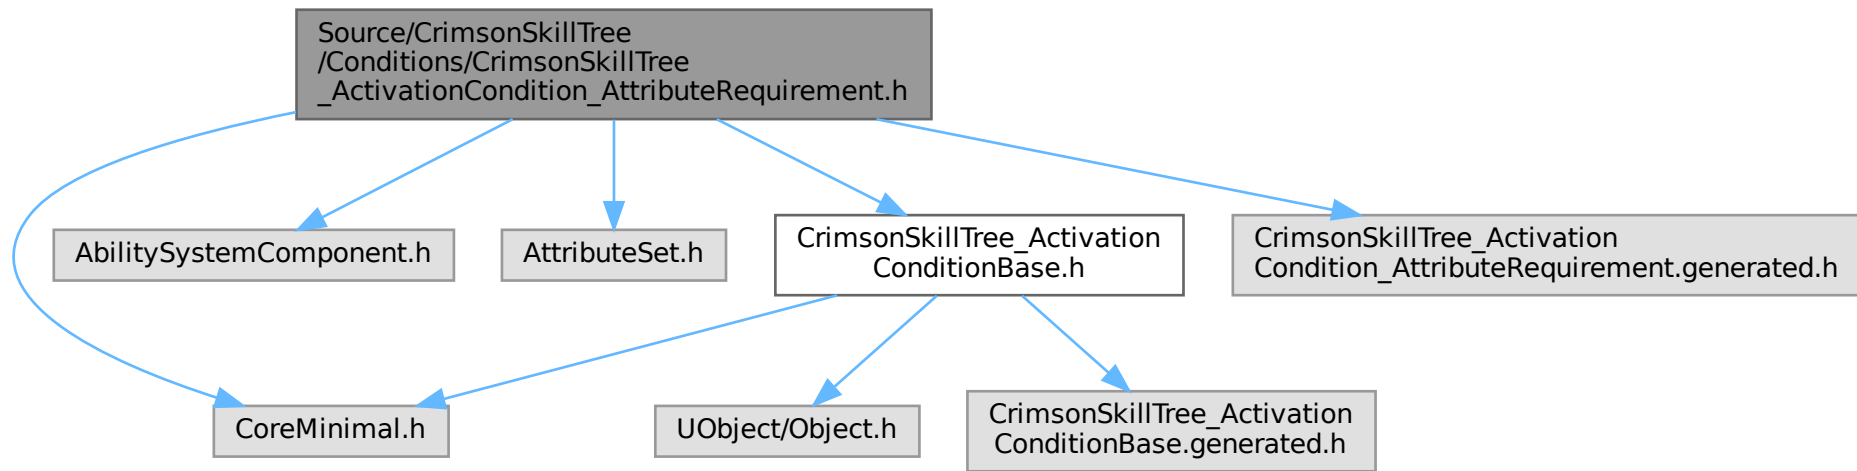 Source/CrimsonSkillTree
/Conditions/CrimsonSkillTree
_ActivationCondition_AttributeRequirement.h
AbilitySystemComponent.h
AttributeSet.h
CrimsonSkillTree_Activation
ConditionBase.h
CrimsonSkillTree_Activation
Condition_AttributeRequirement.generated.h
CoreMinimal.h
UObject/Object.h
CrimsonSkillTree_Activation
ConditionBase.generated.h